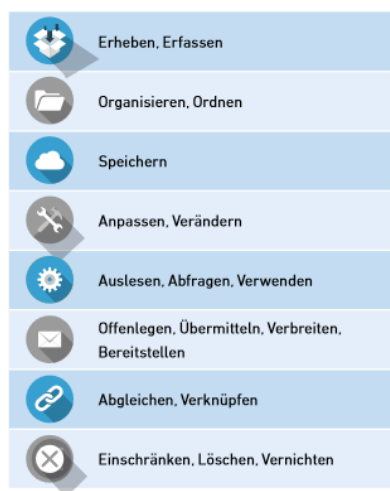 Erheben, Erfassen
Organisieren, Ordnen
Speichern
Anpassen, Verändern
Auslesen, Abfragen, Verwenden
Offenlegen, Übermitteln, Verbreiten,
Bereitstellen
Abgleichen, Verknüpfen
Einschränken, Löschen, Vernichten